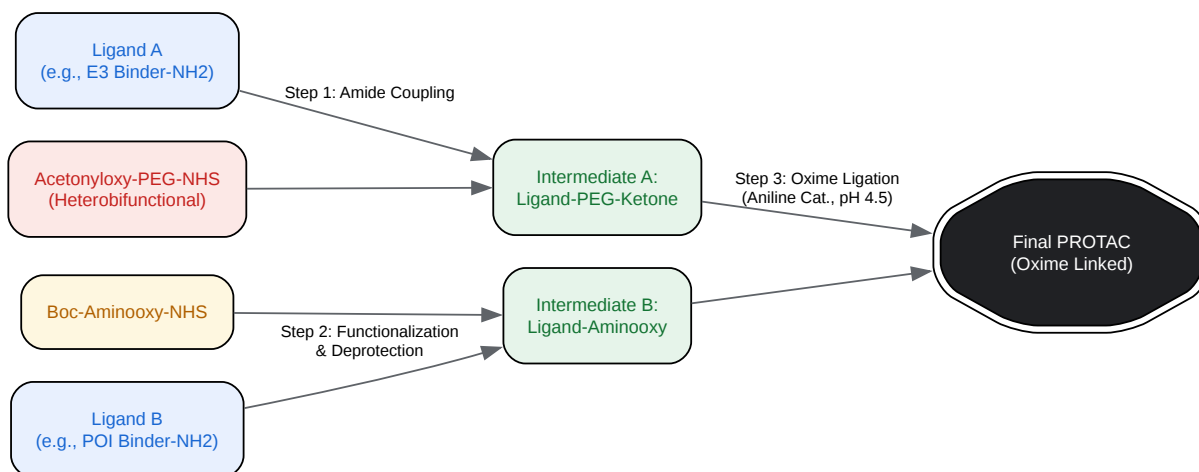 Ligand A
(e.g., E3 Binder-NH2)
Step 1: Amide Coupling
Acetonyloxy-PEG-NHS
(Heterobifunctional)
Intermediate A:
Ligand-PEG-Ketone
Step 3: Oxime Ligation
(Aniline Cat., pH 4.5)
Final PROTAC
(Oxime Linked)
Boc-Aminooxy-NHS
Intermediate B:
Ligand-Aminooxy
Step 2: Functionalization
& Deprotection
Ligand B
(e.g., POI Binder-NH2)